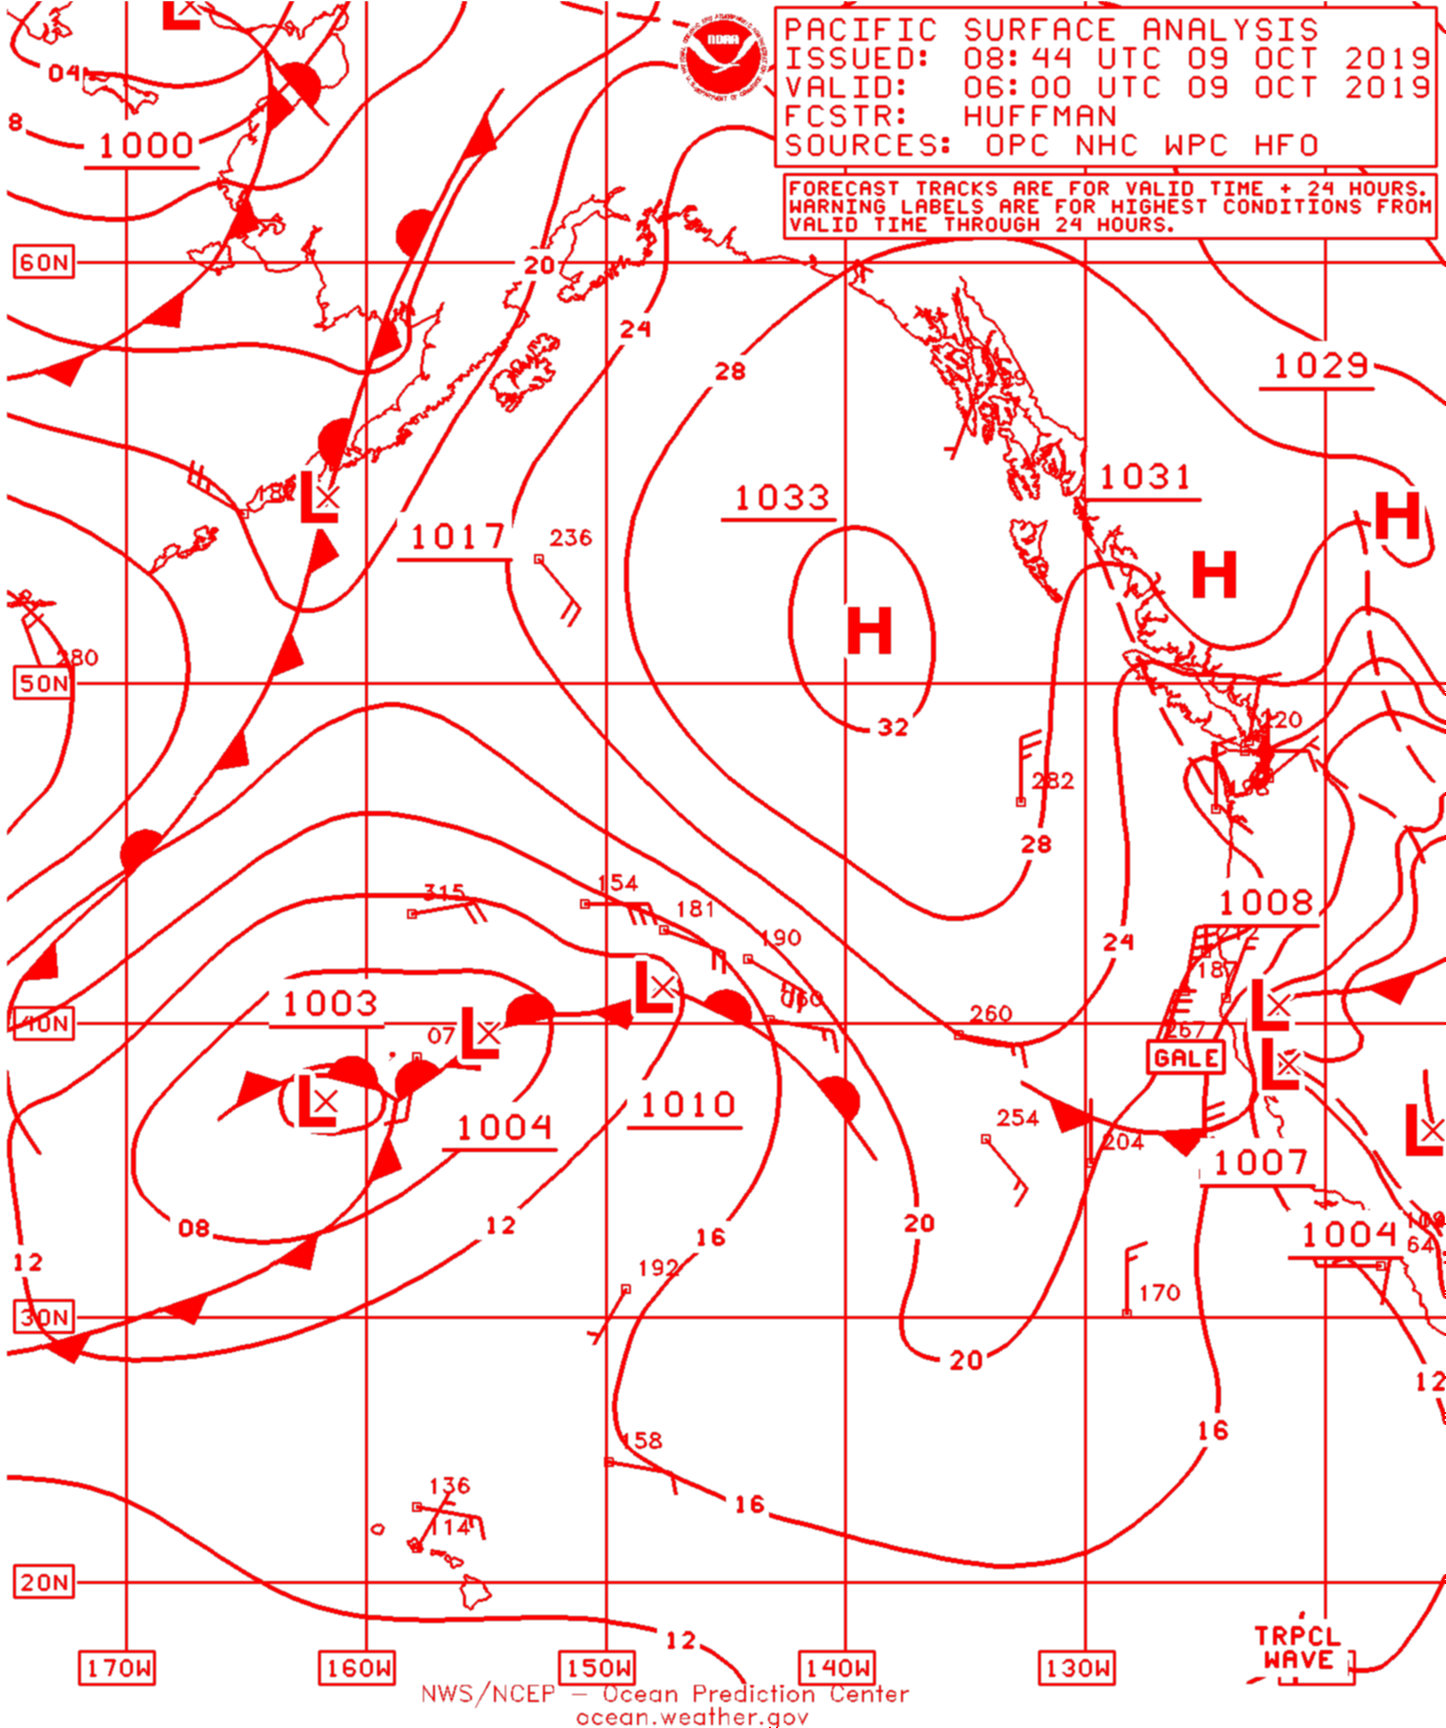 NOAA
PACIFIC SURFACE ANALYSIS
ISSUED: 08:44 UTC 09 OCT 2019
VALID: 06:00 UTC 09 OCT 2019
FCSTR: HUFFMAN
SOURCES: OPC NHC WPC HFO
FORECAST TRACKS ARE FOR VALID TIME + 24 HOURS.
WARNING LABELS ARE FOR HIGHEST CONDITIONS FROM
VALID TIME THROUGH 24 HOURS.
L
04
8
1000
60N
20
24
28
1029
1033
1031
H
L
1017
236
H
H
280
50N
32
120
282
28
315
154
181
190
1008
24
187
L
L
1003
40N
L
07
260
267
GALE
L
L
1010
1004
254
204
L
1007
08
12
16
20
1004
64
12
192
170
30N
20
12
16
158
136
114
16
20N
12
TRPCL
WAVE
170W
160W
150W
140W
130W
NWS/NCEP – Ocean Prediction Center
ocean.weather.gov